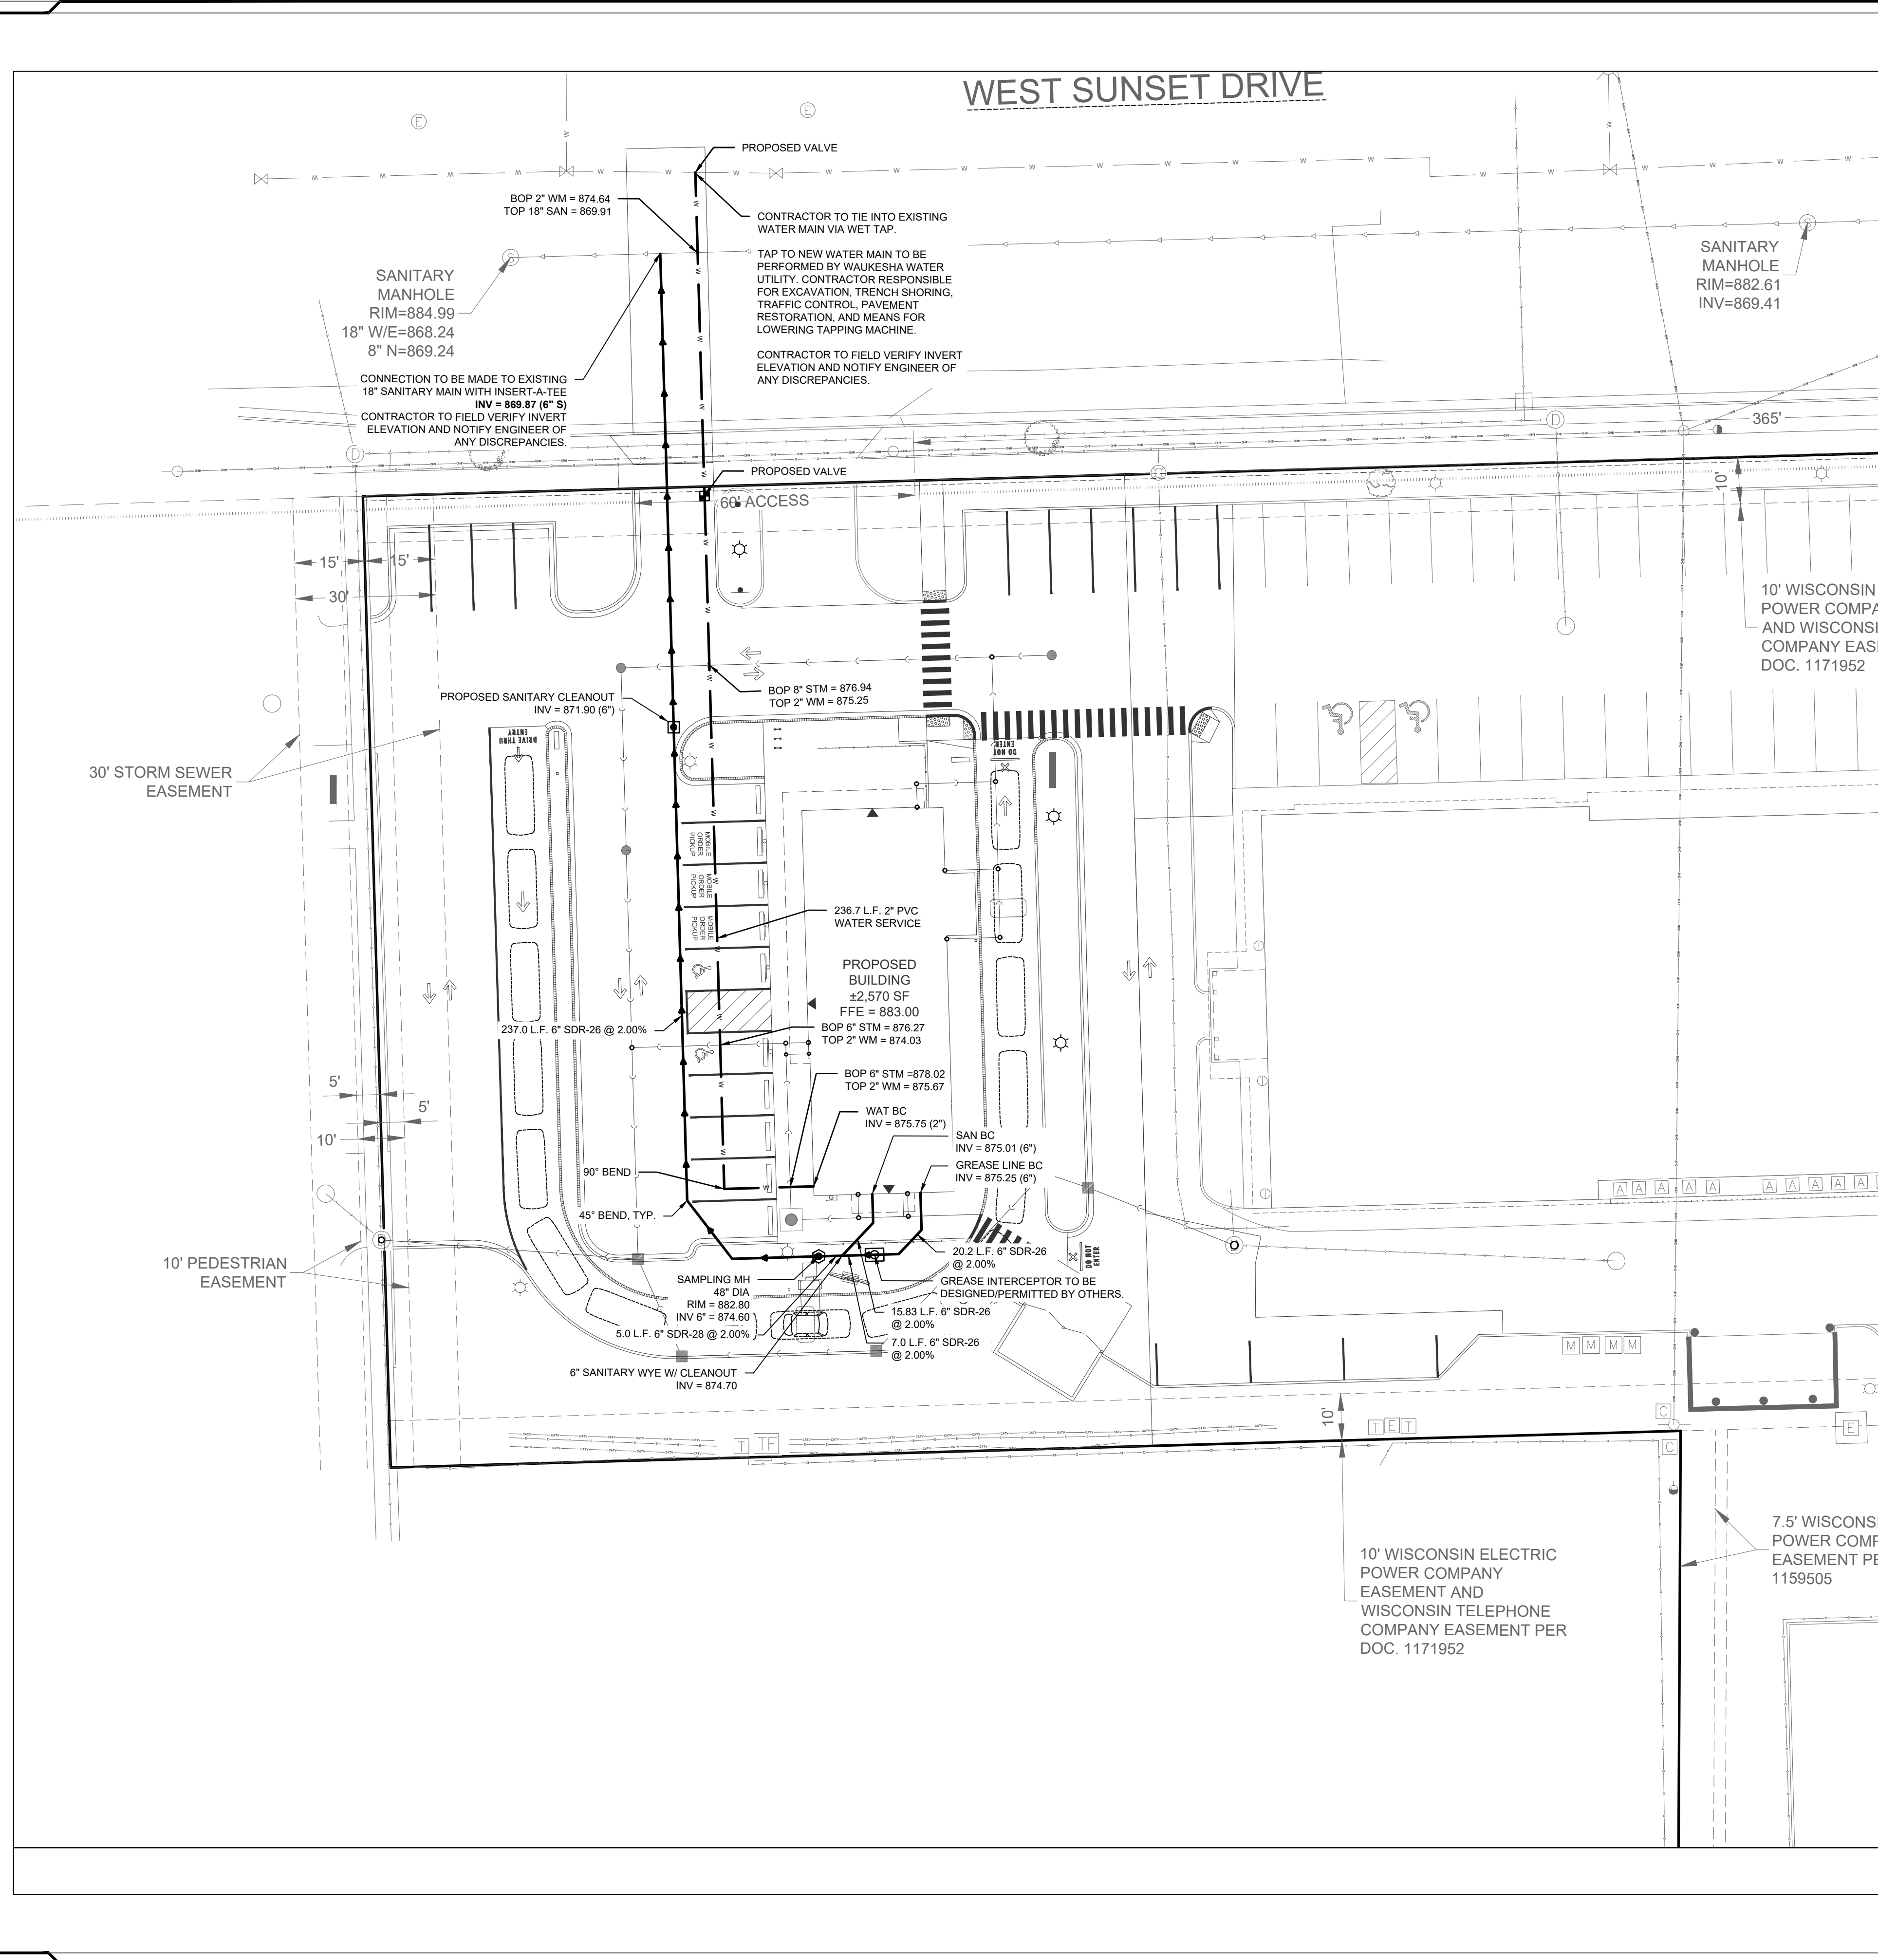 WEST SUNSET DRIVE
E
E
PROPOSED VALVE
BOP 2" WM = 874.64
TOP 18" SAN = 869.91
CONTRACTOR TO TIE INTO EXISTING
WATER MAIN VIA WET TAP.
TAP TO NEW WATER MAIN TO BE
PERFORMED BY WAUKESHA WATER
UTILITY. CONTRACTOR RESPONSIBLE
FOR EXCAVATION, TRENCH SHORING,
TRAFFIC CONTROL, PAVEMENT
RESTORATION, AND MEANS FOR
LOWERING TAPPING MACHINE.
CONTRACTOR TO FIELD VERIFY INVERT
ELEVATION AND NOTIFY ENGINEER OF
ANY DISCREPANCIES.
SANITARY
MANHOLE
RIM=884.99
18" W/E=868.24
8" N=869.24
SANITARY
MANHOLE
RIM=882.61
INV=869.41
CONNECTION TO BE MADE TO EXISTING
18" SANITARY MAIN WITH INSERT-A-TEE
INV = 869.87 (6" S)
CONTRACTOR TO FIELD VERIFY INVERT
ELEVATION AND NOTIFY ENGINEER OF
ANY DISCREPANCIES.
365'
PROPOSED VALVE
60' ACCESS
10'
15'
15'
30'
10' WISCONSIN
POWER COMPA
AND WISCONSI
COMPANY EAS
DOC. 1171952
BOP 8" STM = 876.94
TOP 2" WM = 875.25
PROPOSED SANITARY CLEANOUT
INV = 871.90 (6")
DRIVE THRU
ENTRY
DO NOT
ENTER
30' STORM SEWER
EASEMENT
MOBILE
ORDER
PICKUP
MOBILE
ORDER
PICKUP
MOBILE
ORDER
PICKUP
236.7 L.F. 2" PVC
WATER SERVICE
PROPOSED
BUILDING
±2,570 SF
FFE = 883.00
237.0 L.F. 6" SDR-26 @ 2.00%
BOP 6" STM = 876.27
TOP 2" WM = 874.03
BOP 6" STM =878.02
TOP 2" WM = 875.67
5'
5'
10'
WAT BC
INV = 875.75 (2")
SAN BC
INV = 875.01 (6")
GREASE LINE BC
INV = 875.25 (6")
90° BEND
45° BEND, TYP.
G
A A A A A A A A A A
10' PEDESTRIAN
EASEMENT
20.2 L.F. 6" SDR-26
@ 2.00%
DO NOT
ENTER
SAMPLING MH
48" DIA
RIM = 882.80
INV 6" = 874.60
GREASE INTERCEPTOR TO BE
DESIGNED/PERMITTED BY OTHERS.
15.83 L.F. 6" SDR-26
@ 2.00%
5.0 L.F. 6" SDR-28 @ 2.00%
7.0 L.F. 6" SDR-26
@ 2.00%
6" SANITARY WYE W/ CLEANOUT
INV = 874.70
M M M M
10'
T TF
T E T
C
C
E
10' WISCONSIN ELECTRIC
POWER COMPANY
EASEMENT AND
WISCONSIN TELEPHONE
COMPANY EASEMENT PER
DOC. 1171952
7.5' WISCONS
POWER COMP
EASEMENT PE
1159505